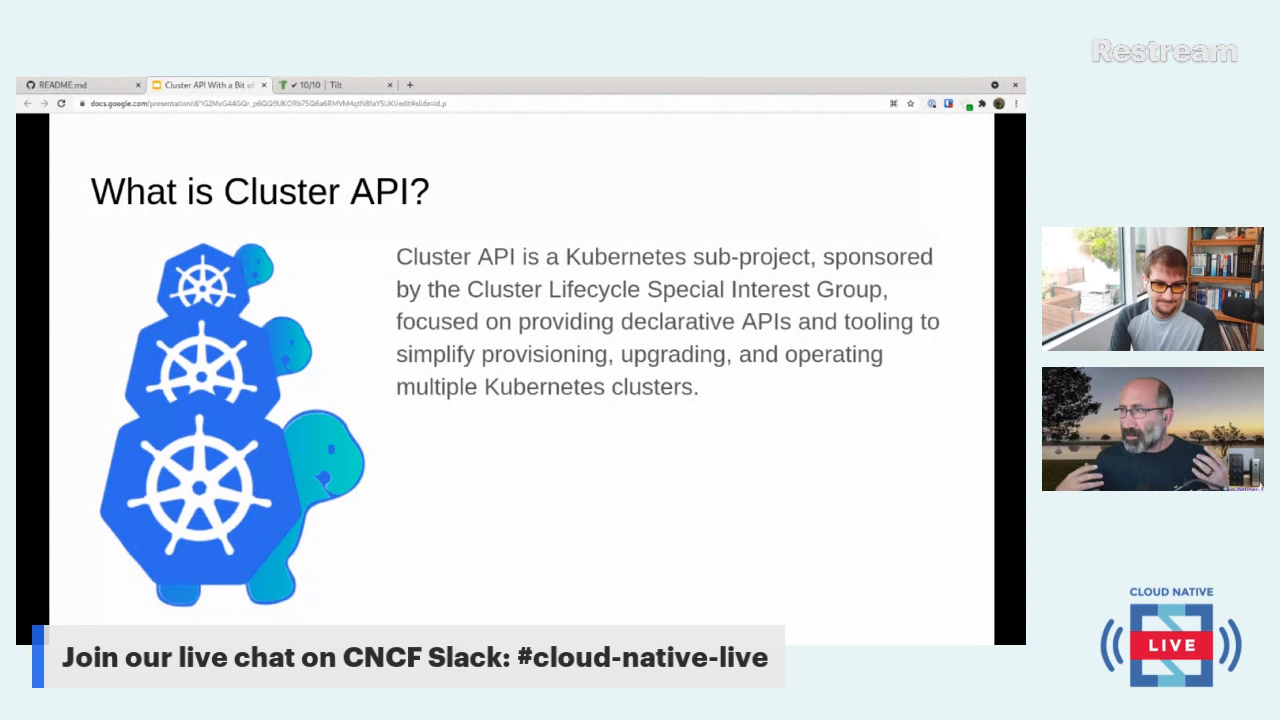 Restream
README.md
Cluster API With a Bit of
10/10 | Tilt
What is Cluster API?
Cluster API is a Kubernetes sub-project, sponsored
by the Cluster Lifecycle Special Interest Group,
focused on providing declarative APIs and tooling to
simplify provisioning, upgrading, and operating
multiple Kubernetes clusters.
CLOUD NATIVE
LIVE
Join our live chat on CNCF Slack: #cloud-native-live